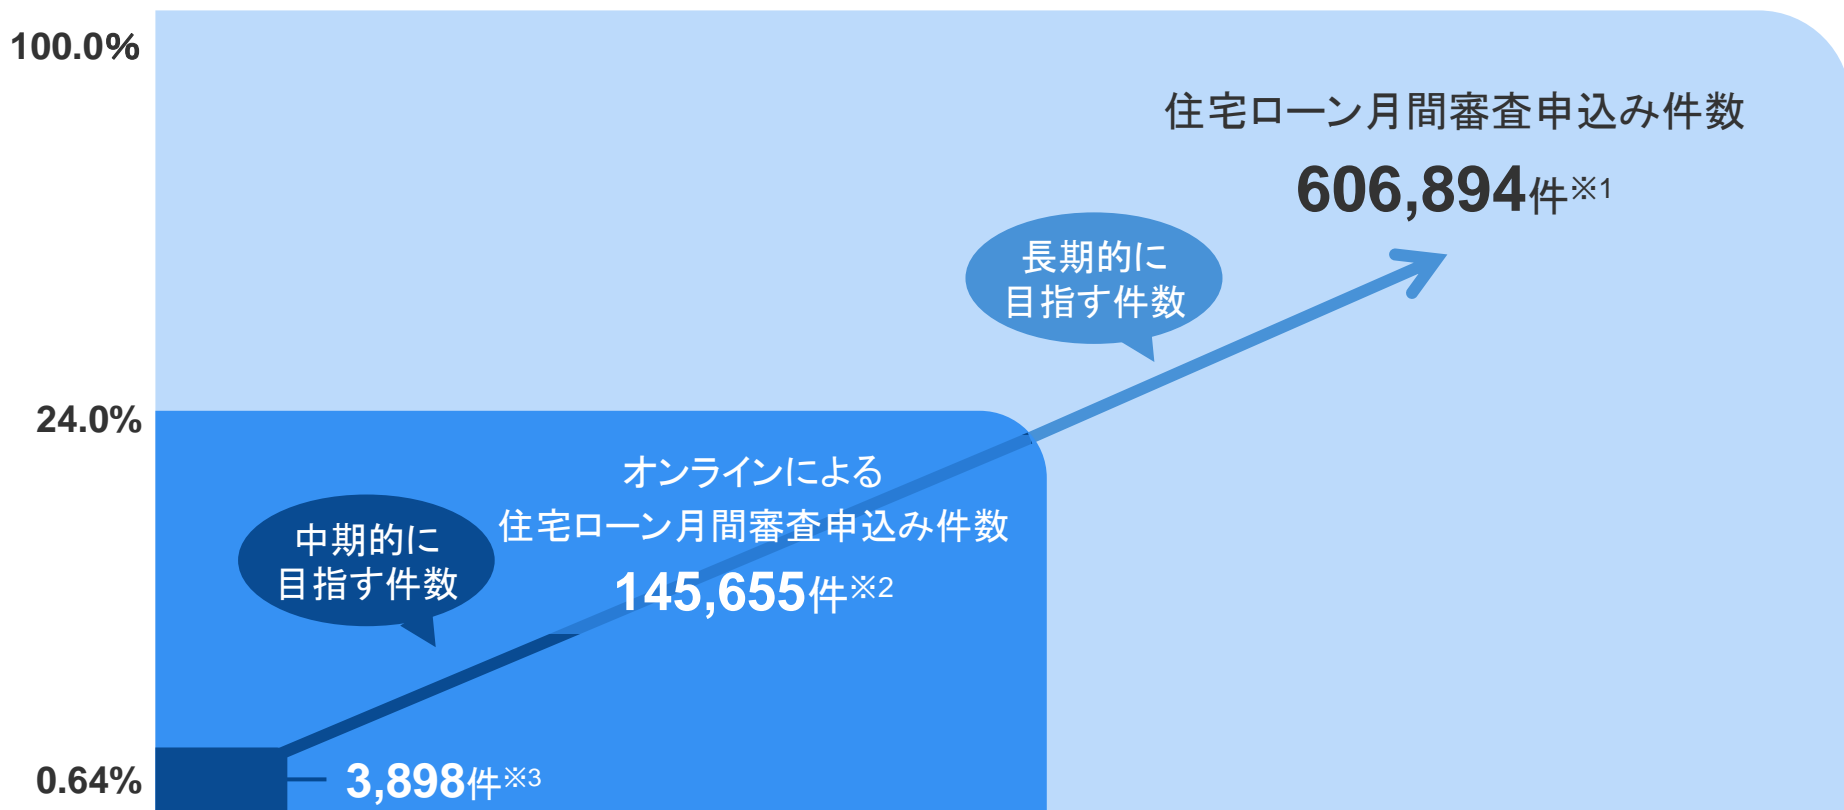 100.0%
住宅ローン月間審査申込み件数
606,894件※1
長期的に
目指す件数
24.0%
オンラインによる
住宅ローン月間審査申込み件数
145,655件※2
中期的に
目指す件数
0.64%
3,898件※3